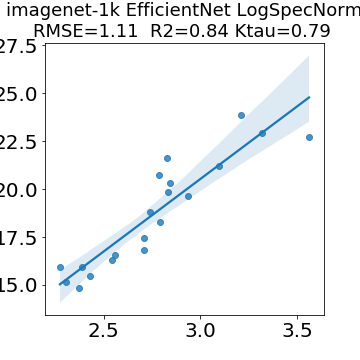 imagenet-1k EfficientNet LogSpecNorm
RMSE=1.11 R2=0.84 Ktau=0.79
27.5
25.0
22.5
20.0
17.5
15.0
2.5 3.0 3.5